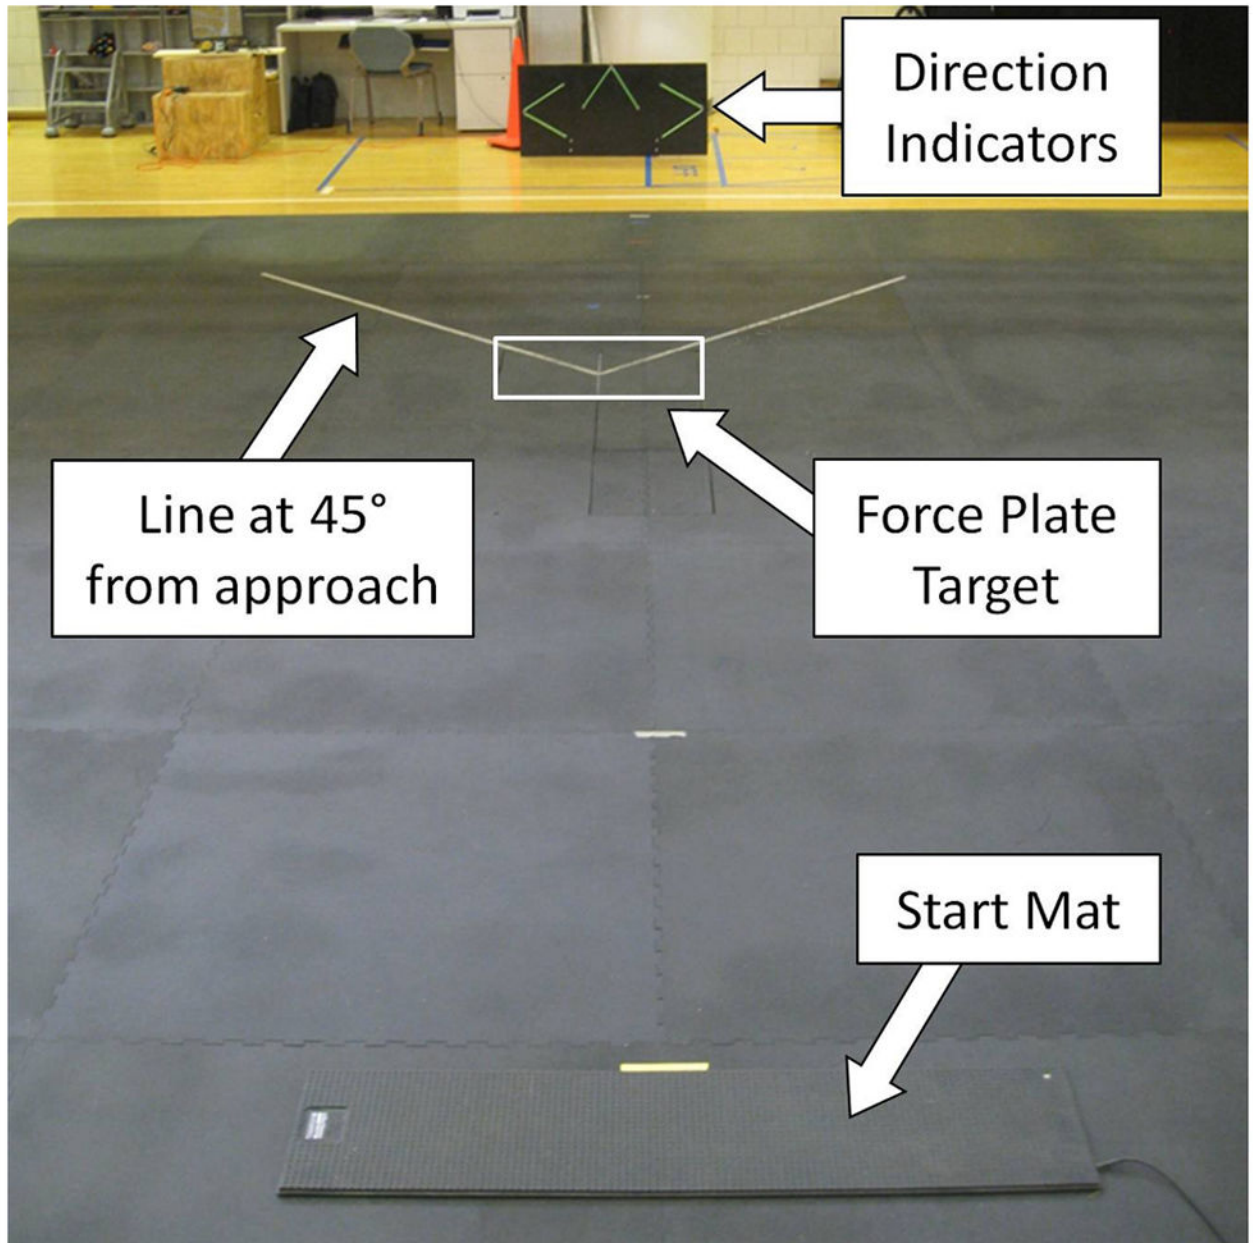 Direction
Indicators
Line at 45°
from approach
Force Plate
Target
Start Mat